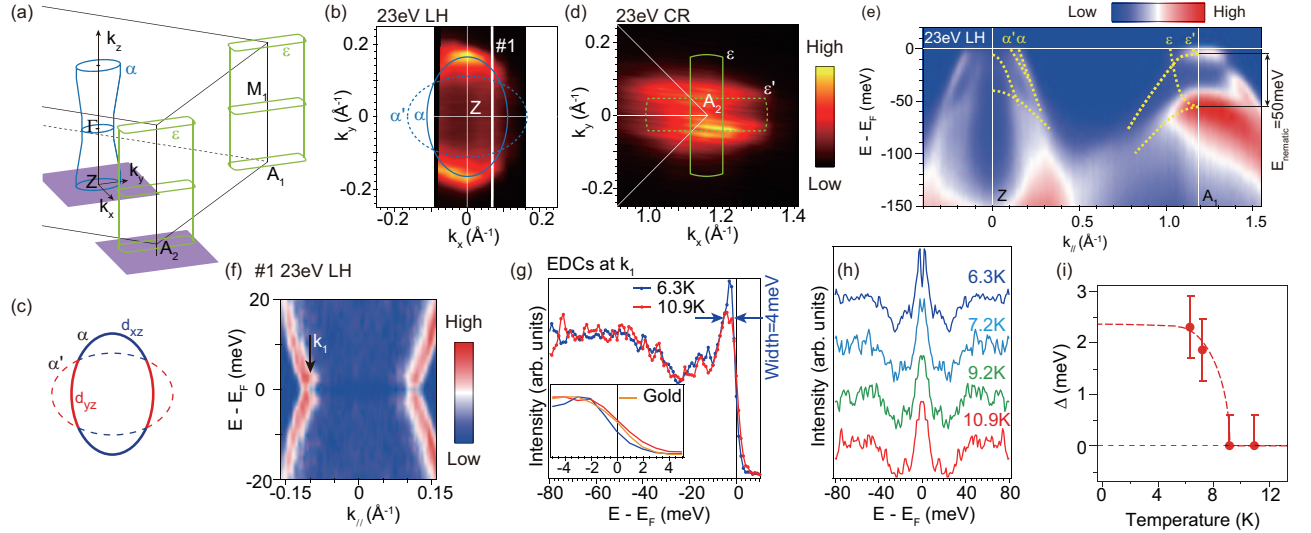 (a)
k_z
α
Γ
Z
k_y
k_x
ε
M_1
A_1
ε
A_2
(b)
23eV LH
#1
0.2
0
-0.2
k_y (Å⁻¹)
α'
α
Z
-0.2
0
0.2
k_x (Å⁻¹)
(d)
23eV CR
ε
ε'
A_2
0.2
0
-0.2
k_y (Å⁻¹)
1.0
1.2
1.4
k_x (Å⁻¹)
High
Low
(e)
Low
High
23eV LH
α'
α
ε
ε'
0
-50
-100
-150
E - E_F (meV)
Z
A_1
0
0.5
1.0
1.5
k_// (Å⁻¹)
E_nematic=50meV
(c)
α
d_xz
α'
d_yz
(f)
#1 23eV LH
k_1
20
0
-20
E - E_F (meV)
-0.15
0
0.15
k_// (Å⁻¹)
High
Low
(g)
EDCs at k_1
6.3K
10.9K
Width=4meV
Intensity (arb. units)
Gold
-4
-2
0
2
4
-80
-60
-40
-20
0
10
E - E_F (meV)
(h)
6.3K
7.2K
9.2K
10.9K
Intensity (arb. units)
-80
-40
0
40
80
E - E_F (meV)
(i)
3
2
1
0
Δ (meV)
0
4
8
12
Temperature (K)